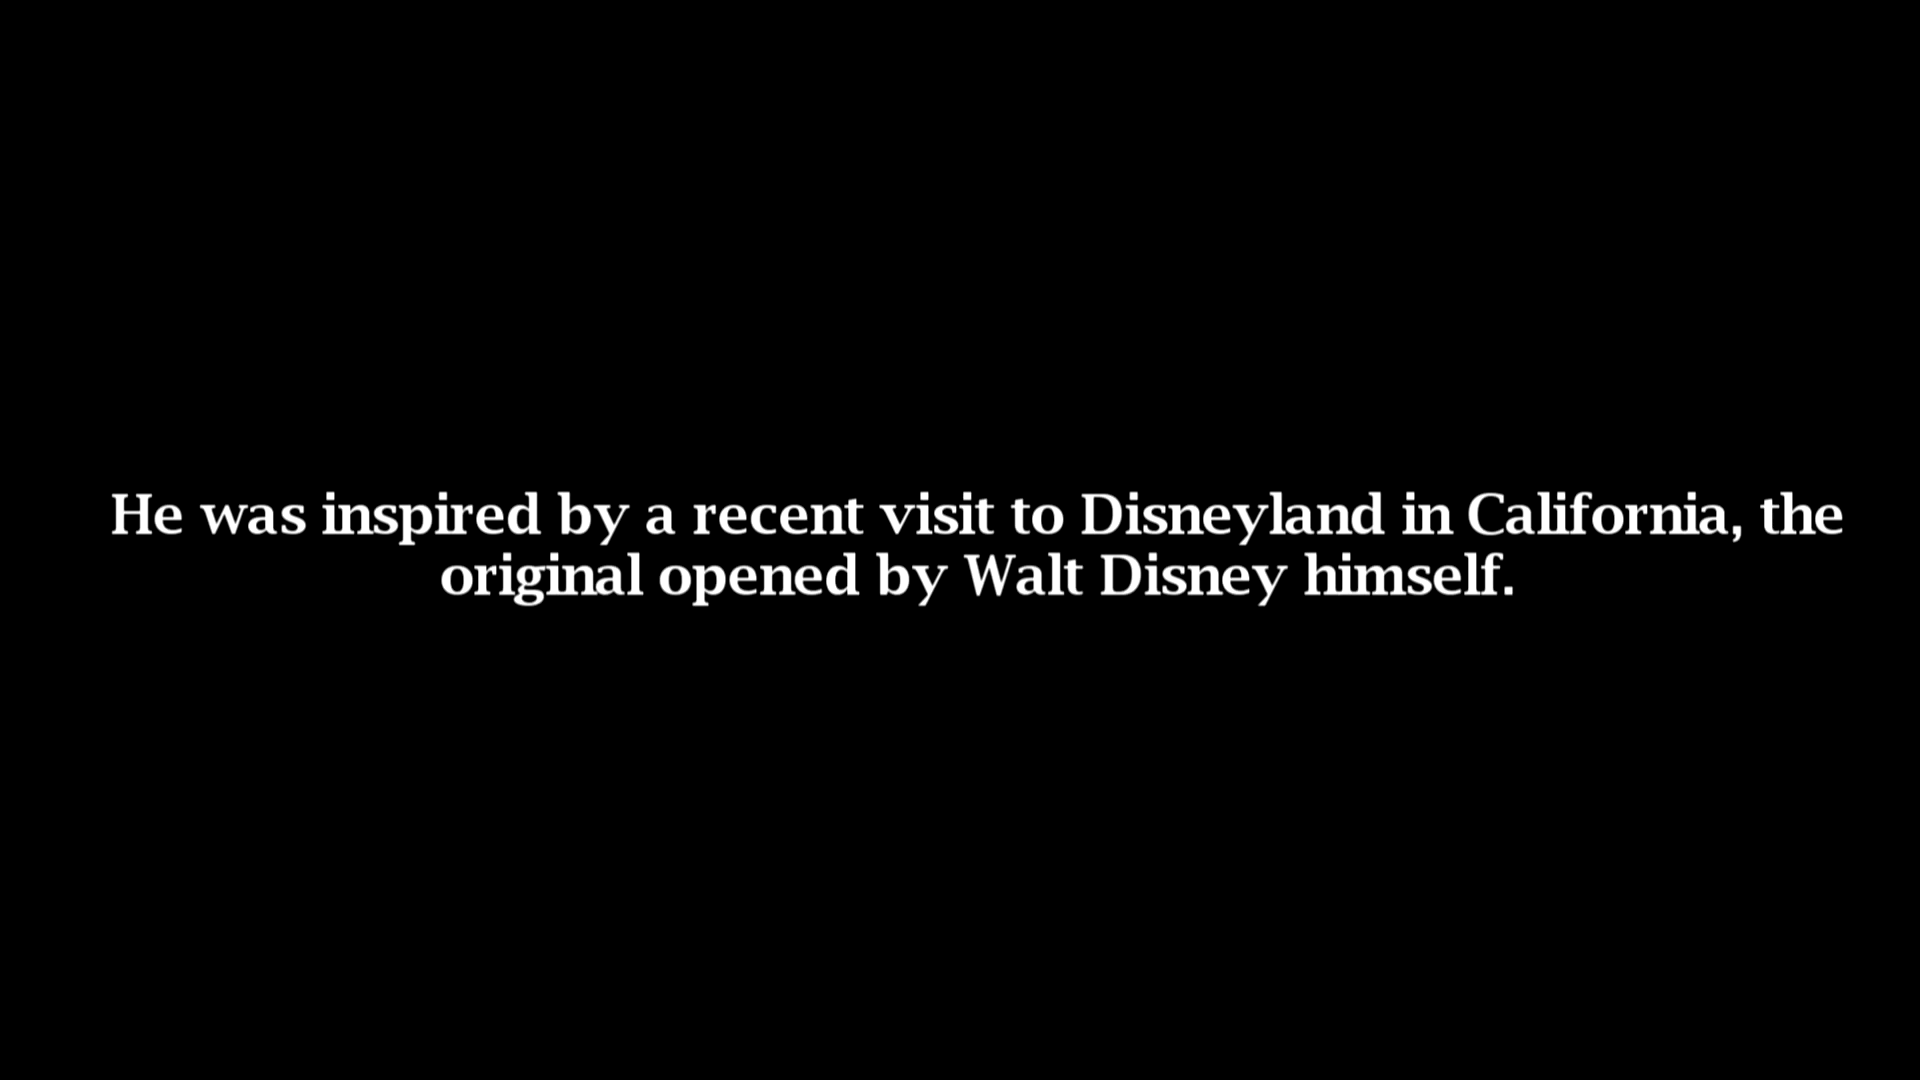 He was inspired by a recent visit to Disneyland in California, the
original opened by Walt Disney himself.